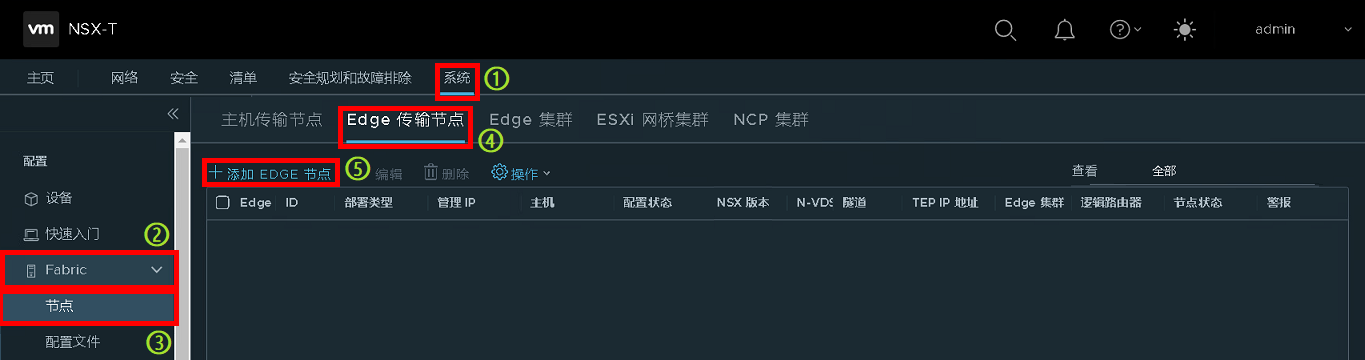 vm NSX-T admin
主页 网络 安全 清单 安全规划和故障排除 系统 ①
主机传输节点 Edge 传输节点 Edge 集群 ESXi 网桥集群 NCP 集群
④
配置
+ 添加 EDGE 节点 ⑤ 编辑 删除 操作 查看 全部
设备
Edge ID 部署类型 管理 IP 主机 配置状态 NSX 版本 N-VDS 隧道 TEP IP 地址 Edge 集群 逻辑路由器 节点状态 警报
快速入门 ②
Fabric
节点
配置文件 ③